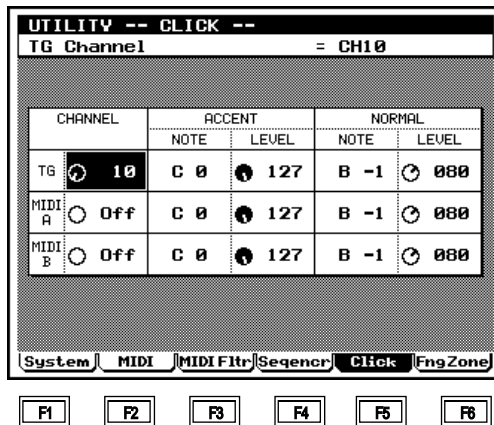 UTILITY -- CLICK --
TG Channel = CH10
CHANNEL ACCENT NORMAL
NOTE LEVEL NOTE LEVEL
TG 10 C 0 127 B -1 080
MIDI A Off C 0 127 B -1 080
MIDI B Off C 0 127 B -1 080
System MIDI MIDI Fltr Seqencr Click FngZone
F1 F2 F3 F4 F5 F6